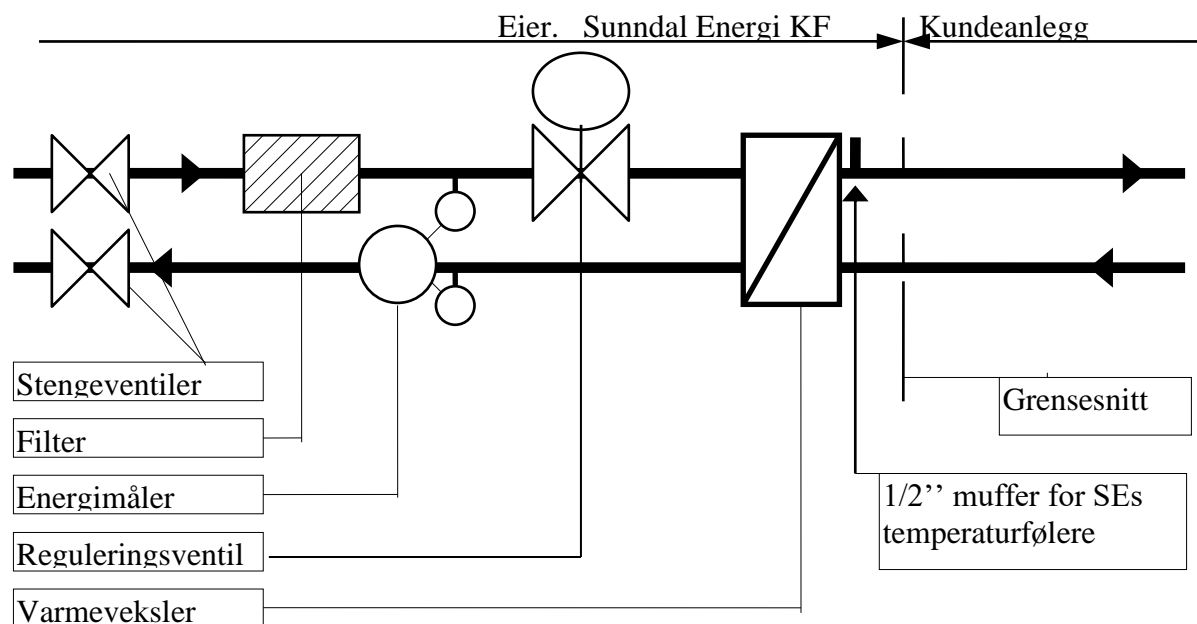 Eier. Sunndal Energi KF
Kundeanlegg
Stengeventiler
Grensesnitt
Filter
Energimåler
1/2’’ muffer for SEs
temperaturfølere
Reguleringsventil
Varmeveksler